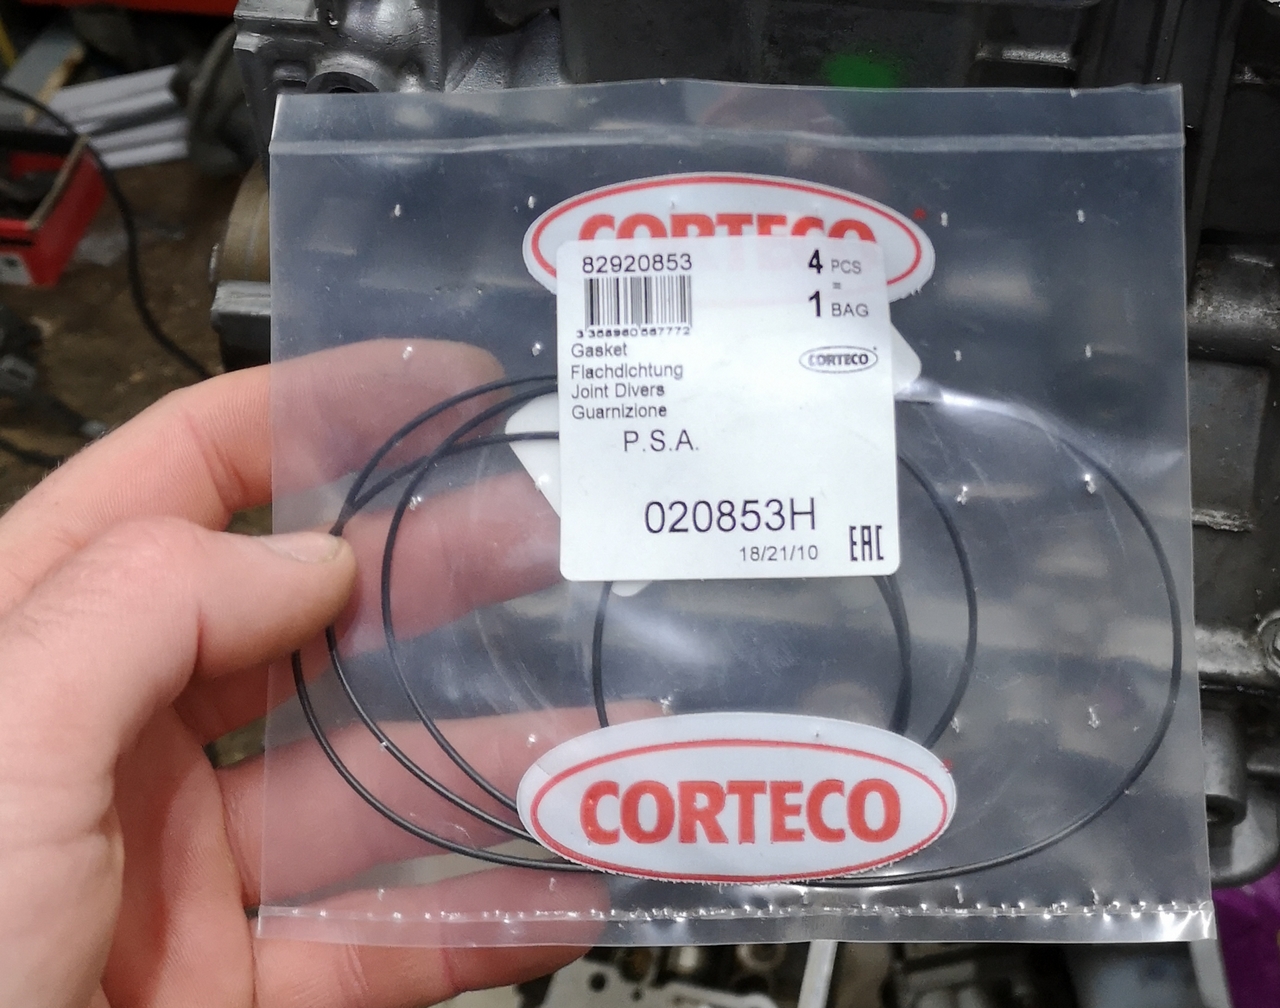 CORTECO
82920853
4 PCS
=
1 BAG
3 358960 567772
Gasket
CORTECO
Flachdichtung
Joint Divers
Guarnizione
P.S.A.
020853H
18/21/10
EAC
CORTECO